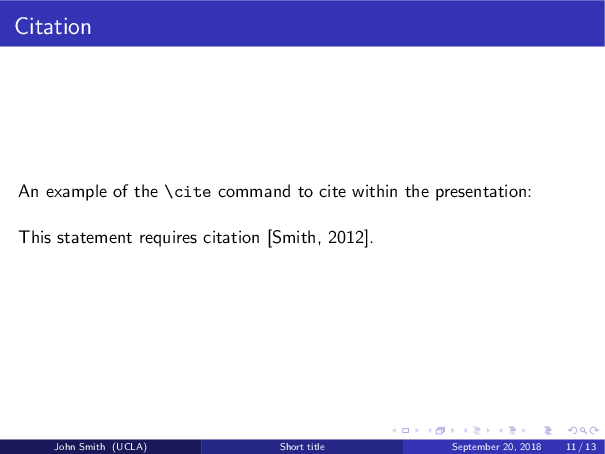 Citation
An example of the \cite command to cite within the presentation:
This statement requires citation [Smith, 2012].
John Smith (UCLA) Short title September 20, 2018 11 / 13